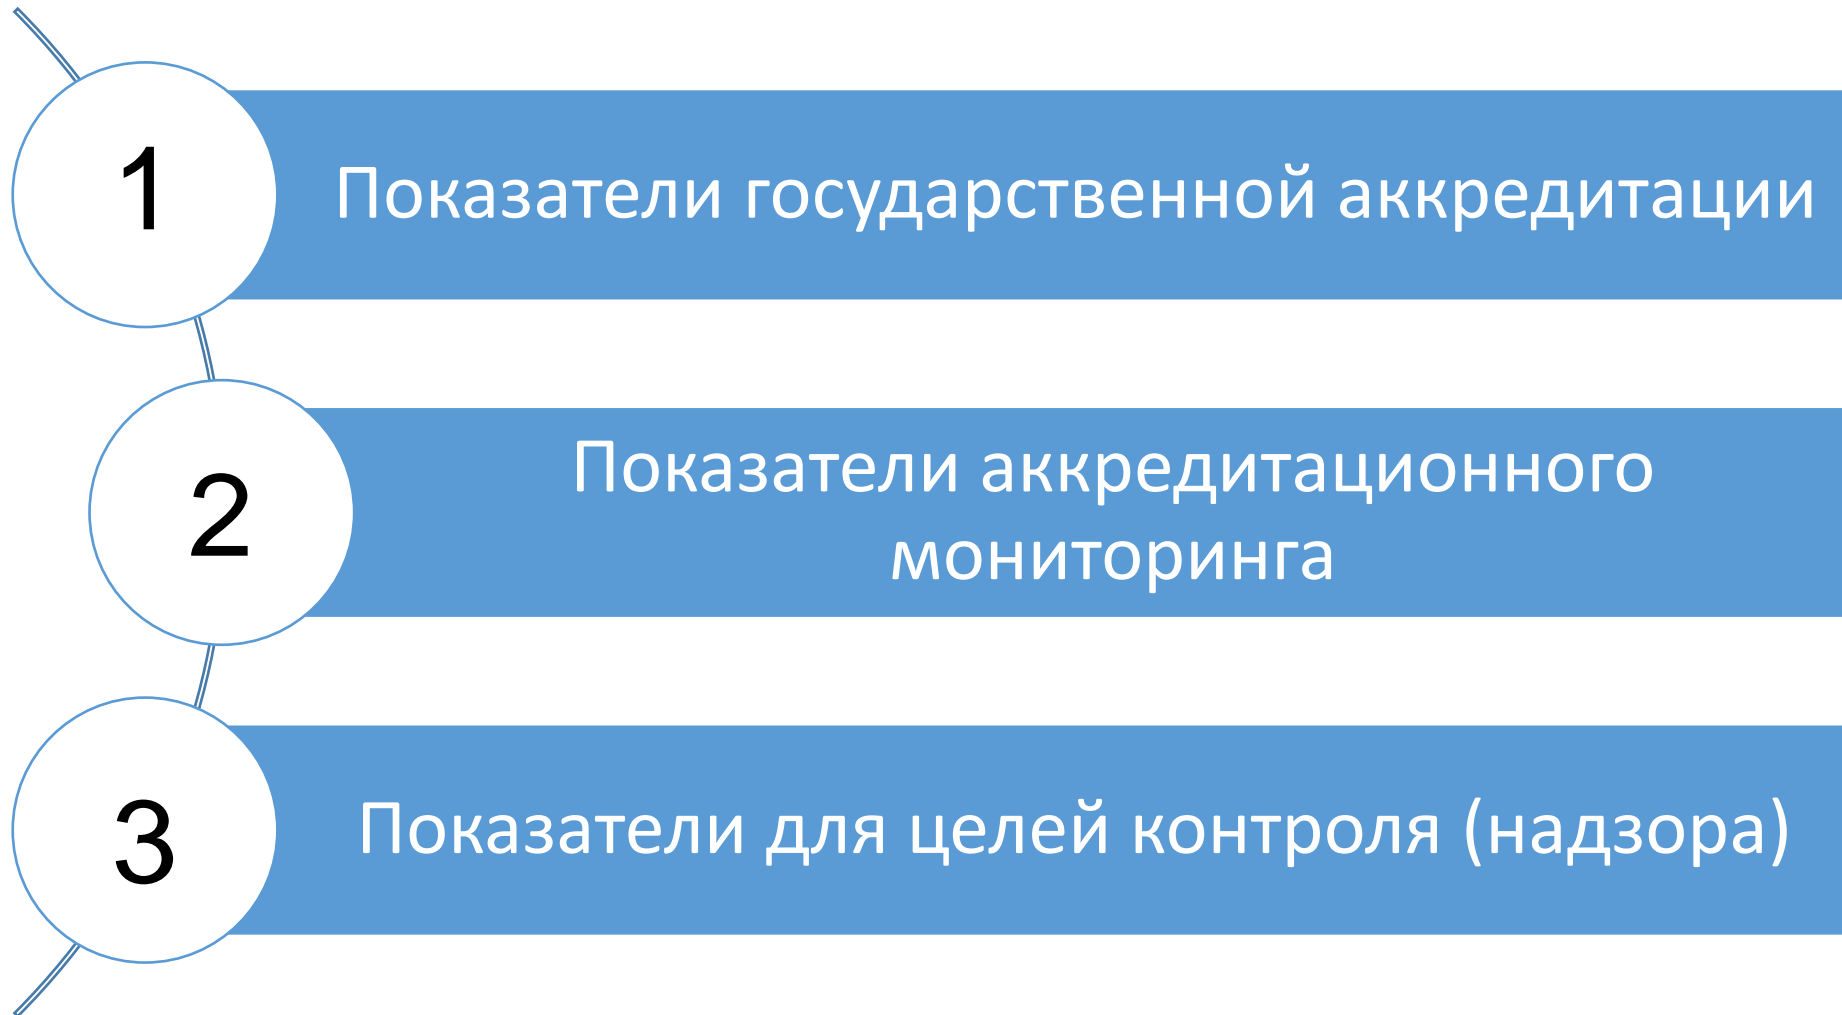 1
Показатели государственной аккредитации
2
Показатели аккредитационного
мониторинга
3
Показатели для целей контроля (надзора)